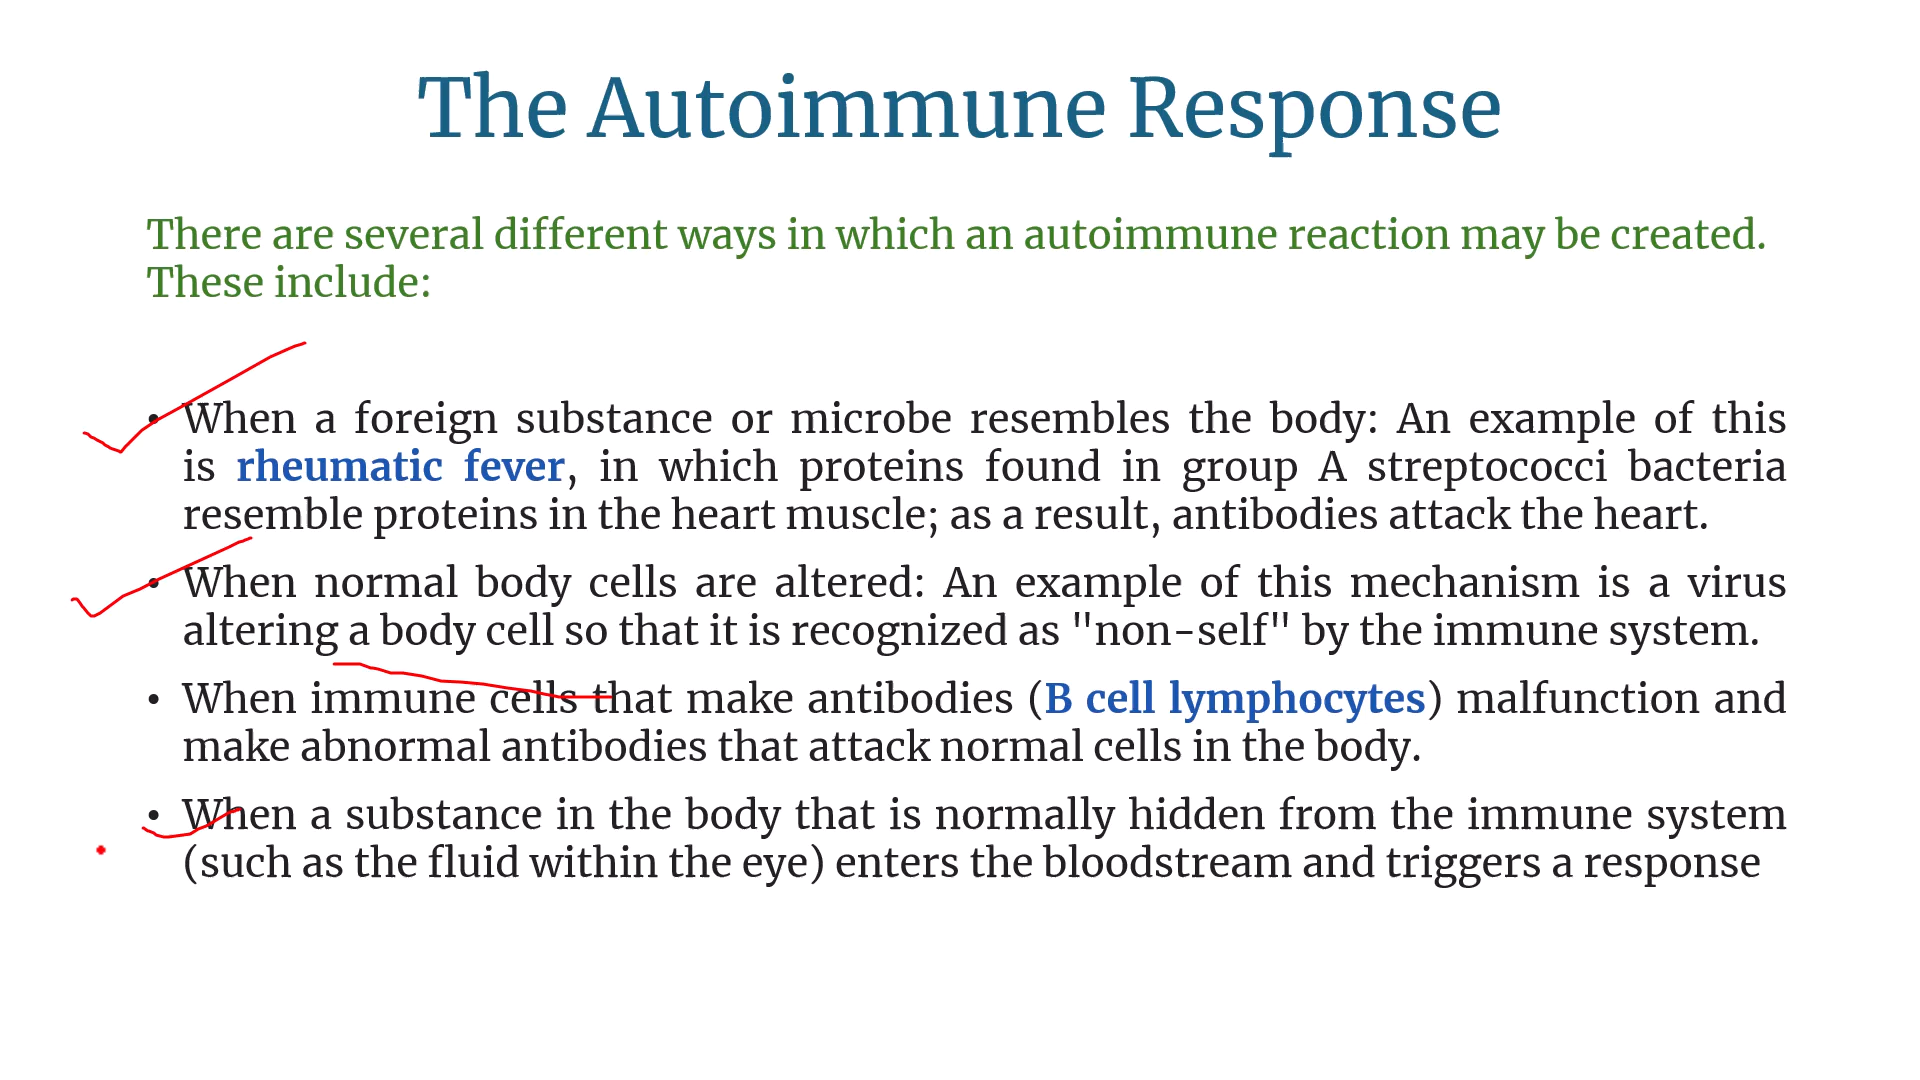 The Autoimmune Response
There are several different ways in which an autoimmune reaction may be created.
These include:
• When a foreign substance or microbe resembles the body: An example of this
is rheumatic fever, in which proteins found in group A streptococci bacteria
resemble proteins in the heart muscle; as a result, antibodies attack the heart.
• When normal body cells are altered: An example of this mechanism is a virus
altering a body cell so that it is recognized as "non-self" by the immune system.
• When immune cells that make antibodies (B cell lymphocytes) malfunction and
make abnormal antibodies that attack normal cells in the body.
• When a substance in the body that is normally hidden from the immune system
(such as the fluid within the eye) enters the bloodstream and triggers a response